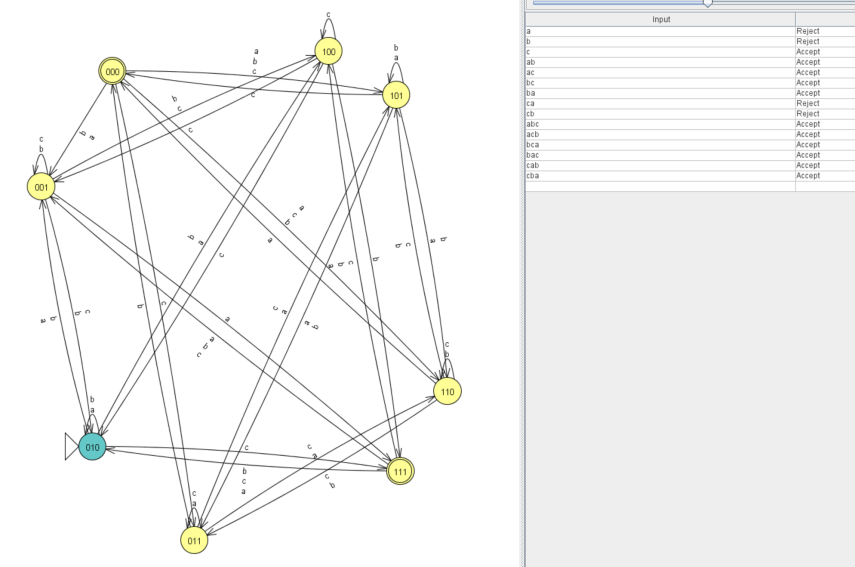 Input
a Reject
b Reject
c Accept
ab Accept
ac Accept
bc Accept
ba Accept
ca Reject
cb Reject
abc Accept
acb Accept
bca Accept
bac Accept
cab Accept
cba Accept
c
100
a
b
c
000
b
a
101
b
c
c
c
b
a
c
b
001
a
b
c
b
a
a
b
a
c
a
b
c
b
b
c
a
b
a
b
b
c
b
c
c
a
a
b
a
a
b
c
c
b
110
b
a
010
c
b
c
a
c
a
c
b
111
c
a
011